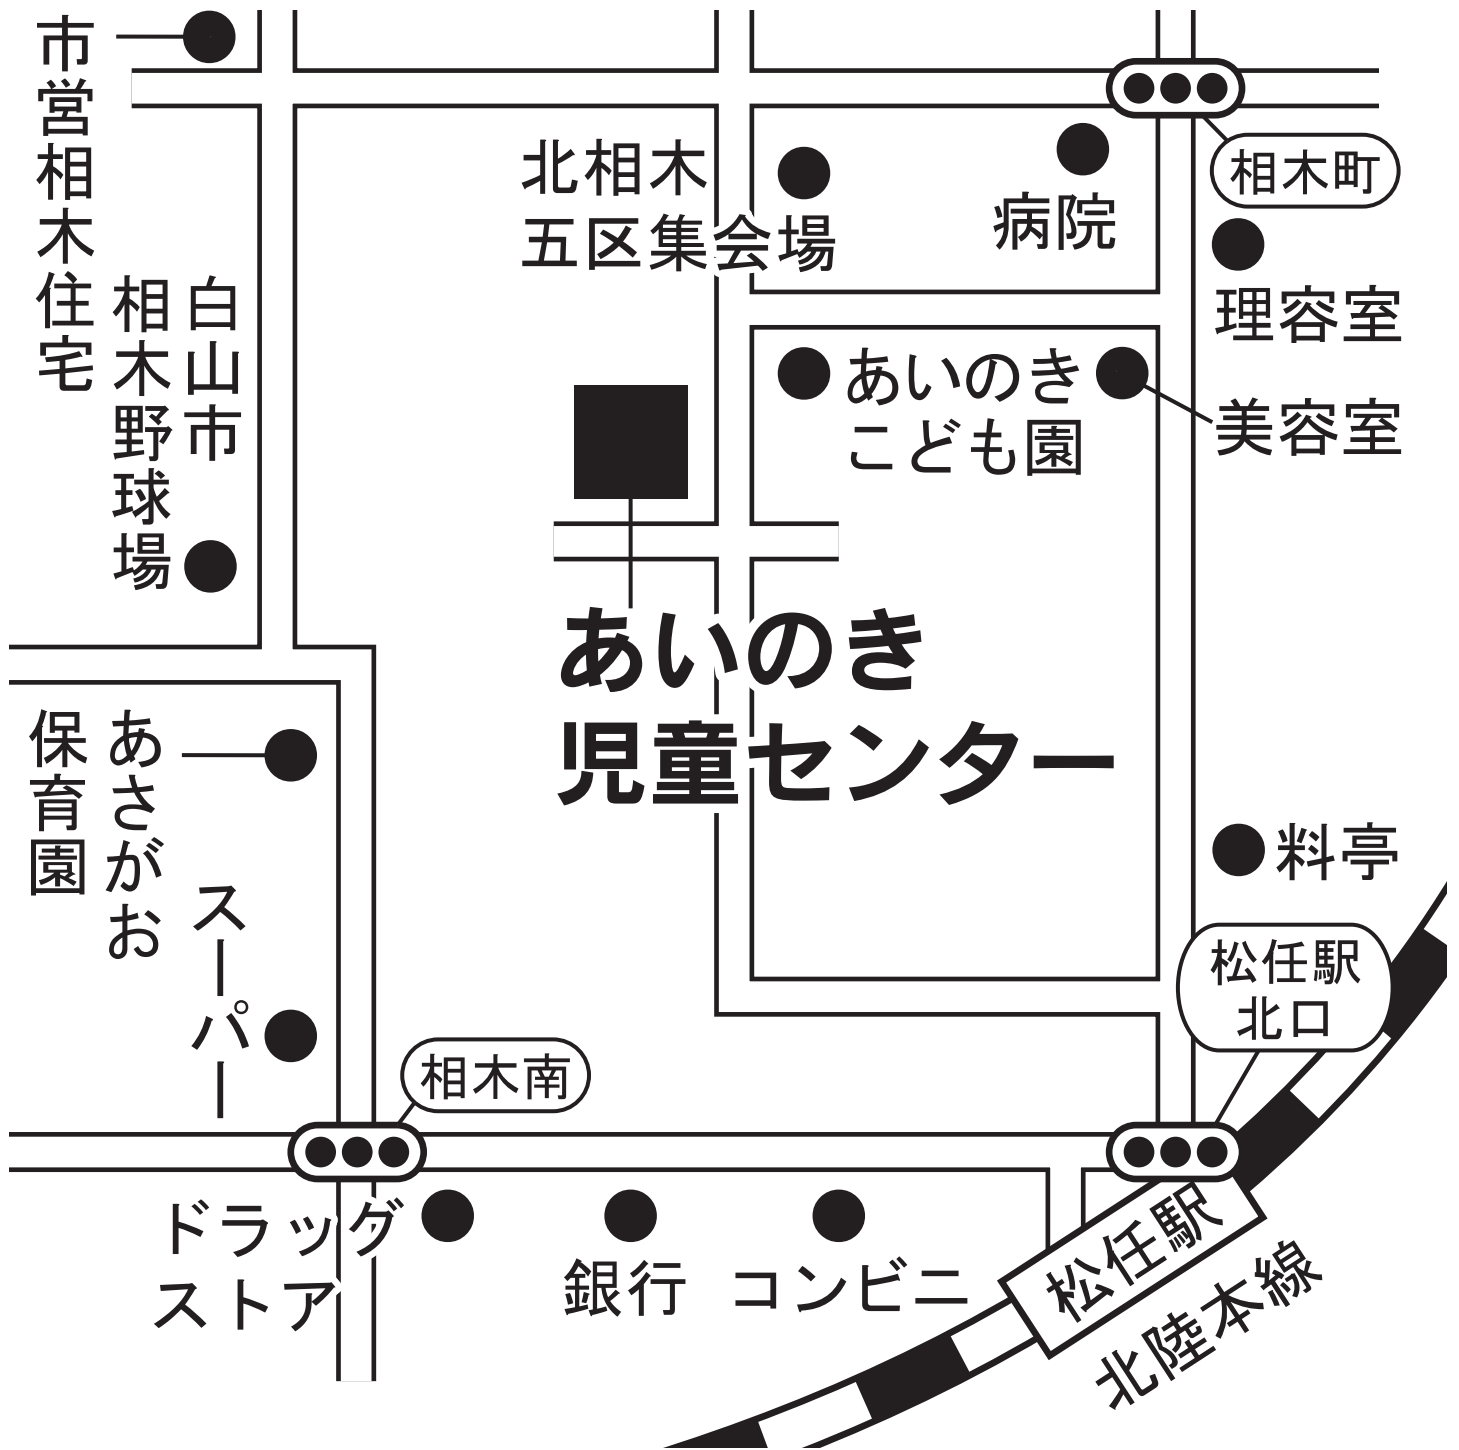 市営相木住宅
白山市
相木野球場
北相木
五区集会場
病院
相木町
理容室
美容室
あいのき
こども園
あいのき
児童センター
あさがお
保育園
スーパー
相木南
料亭
松任駅
北口
ドラッグ
ストア
銀行
コンビニ
松任駅
北陸本線